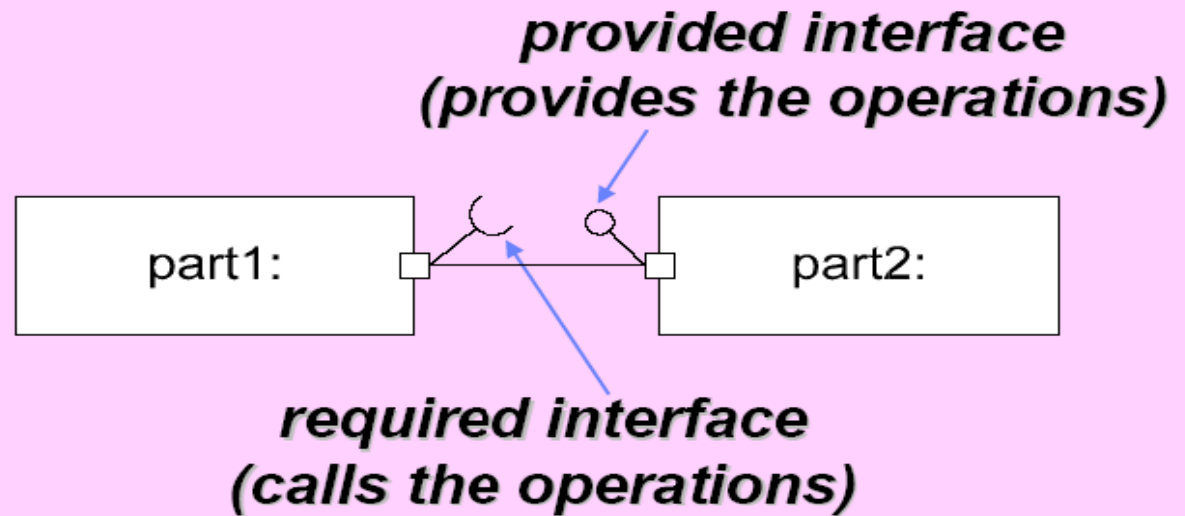 provided interface
(provides the operations)
part1:
part2:
required interface
(calls the operations)